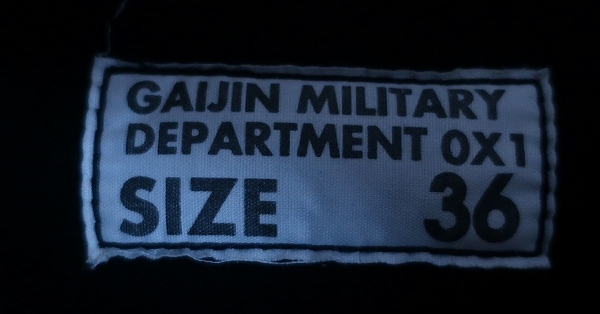 GAIJIN MILITARY
DEPARTMENT 0X1
SIZE 36